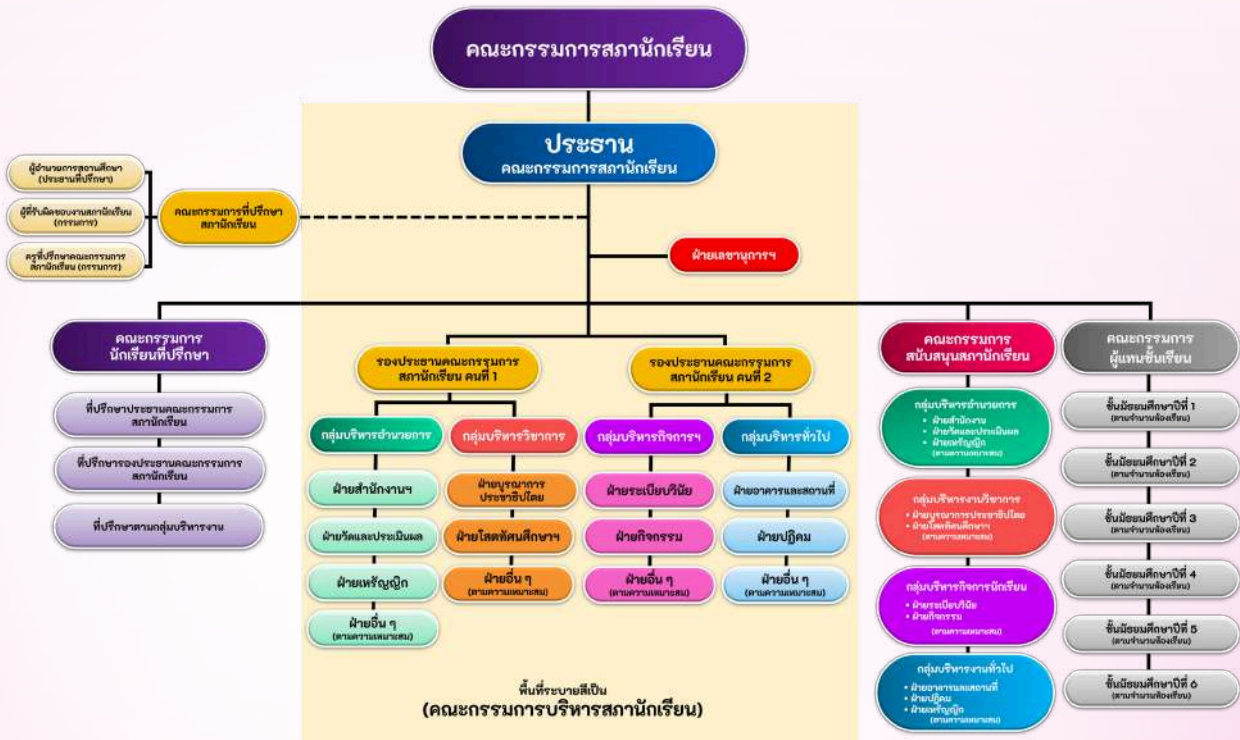 คณะกรรมการสภานักเรียน
ประธาน
คณะกรรมการสภานักเรียน
ผู้อำนวยการสถานศึกษา
(ประธานที่ปรึกษา)
ผู้ที่รับผิดชอบงานสภานักเรียน
(กรรมการ)
ครูที่ปรึกษาคณะกรรมการ
สภานักเรียน (กรรมการ)
คณะกรรมการที่ปรึกษา
สภานักเรียน
ฝ่ายเลขานุการฯ
คณะกรรมการ
นักเรียนที่ปรึกษา
ที่ปรึกษาประธานคณะกรรมการ
สภานักเรียน
ที่ปรึกษารองประธานคณะกรรมการ
สภานักเรียน
ที่ปรึกษาตามกลุ่มบริหารงาน
รองประธานคณะกรรมการ
สภานักเรียน คนที่ 1
กลุ่มบริหารอำนวยการ
ฝ่ายสำนักงานฯ
ฝ่ายวัดและประเมินผล
ฝ่ายเหรัญญิก
ฝ่ายอื่น ๆ
(ตามความเหมาะสม)
กลุ่มบริหารวิชาการ
ฝ่ายบูรณาการ
ประชาธิปไตย
ฝ่ายโสตทัศนศึกษาฯ
ฝ่ายอื่น ๆ
(ตามความเหมาะสม)
รองประธานคณะกรรมการ
สภานักเรียน คนที่ 2
กลุ่มบริหารกิจการฯ
ฝ่ายระเบียบวินัย
ฝ่ายกิจกรรม
ฝ่ายอื่น ๆ
(ตามความเหมาะสม)
กลุ่มบริหารทั่วไป
ฝ่ายอาคารและสถานที่
ฝ่ายปฏิคม
ฝ่ายอื่น ๆ
(ตามความเหมาะสม)
พื้นที่ระบายสีเป็น
(คณะกรรมการบริหารสภานักเรียน)
คณะกรรมการ
สนับสนุนสภานักเรียน
กลุ่มบริหารอำนวยการ
• ฝ่ายสำนักงาน
• ฝ่ายวัดและประเมินผล
• ฝ่ายเหรัญญิก
(ตามความเหมาะสม)
กลุ่มบริหารงานวิชาการ
• ฝ่ายบูรณาการประชาธิปไตย
• ฝ่ายโสตทัศนศึกษาฯ
(ตามความเหมาะสม)
กลุ่มบริหารกิจการนักเรียน
• ฝ่ายระเบียบวินัย
• ฝ่ายกิจกรรม
(ตามความเหมาะสม)
กลุ่มบริหารงานทั่วไป
• ฝ่ายอาคารและสถานที่
• ฝ่ายปฏิคม
• ฝ่ายเหรัญญิก
(ตามความเหมาะสม)
คณะกรรมการ
ผู้แทนชั้นเรียน
ชั้นมัธยมศึกษาปีที่ 1
(ตามจำนวนห้องเรียน)
ชั้นมัธยมศึกษาปีที่ 2
(ตามจำนวนห้องเรียน)
ชั้นมัธยมศึกษาปีที่ 3
(ตามจำนวนห้องเรียน)
ชั้นมัธยมศึกษาปีที่ 4
(ตามจำนวนห้องเรียน)
ชั้นมัธยมศึกษาปีที่ 5
(ตามจำนวนห้องเรียน)
ชั้นมัธยมศึกษาปีที่ 6
(ตามจำนวนห้องเรียน)